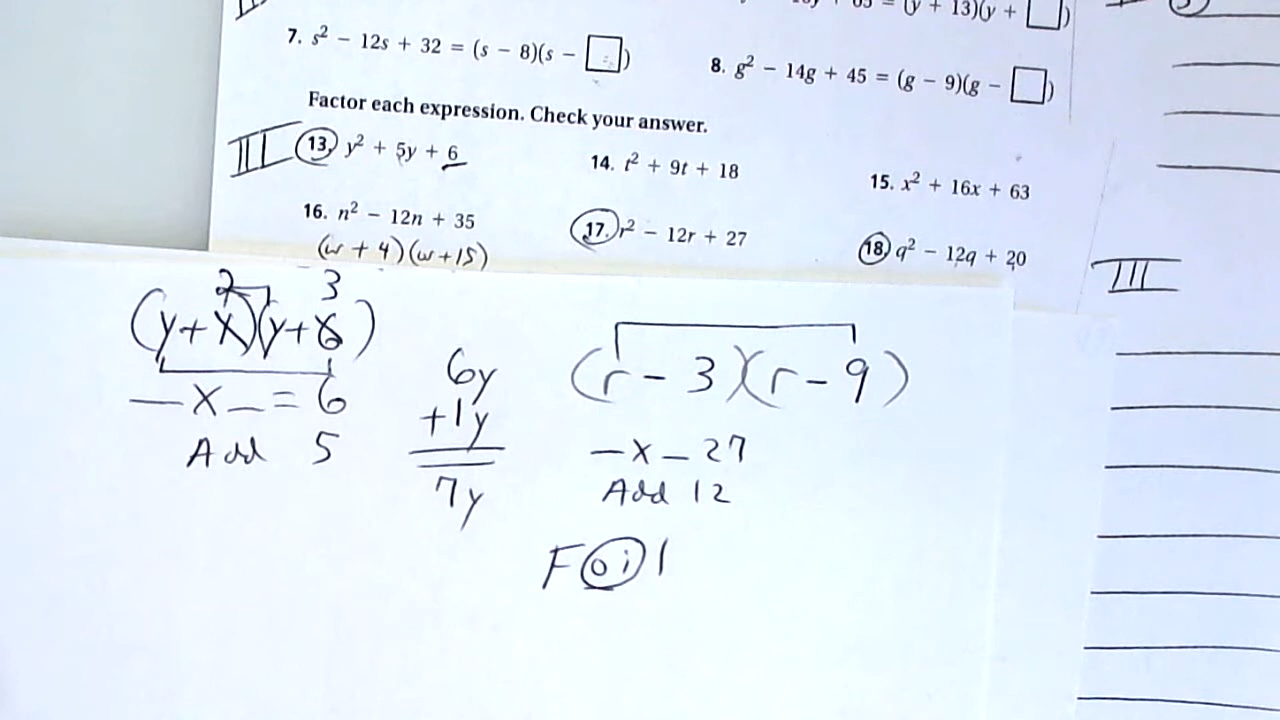 = (y + 13)(y + □)
7. s² − 12s + 32 = (s − 8)(s − □)
8. g² − 14g + 45 = (g − 9)(g − □)
Factor each expression. Check your answer.
III
13. y² + 5y + 6
14. t² + 9t + 18
15. x² + 16x + 63
16. n² − 12n + 35
17. r² − 12r + 27
18. q² − 12q + 20
(w + 4)(w + 15)
III
2 3
(y + 1)(y + 6)
_ x _ = 6
Add 5
6y
+1y
7y
(r − 3)(r − 9)
_ x _ 27
Add 12
Foil